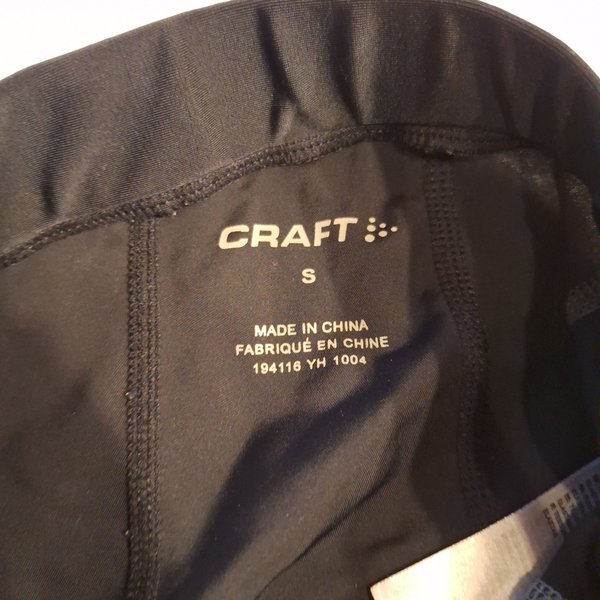 CRAFT
S
MADE IN CHINA
FABRIQUÉ EN CHINE
194116 YH 1004